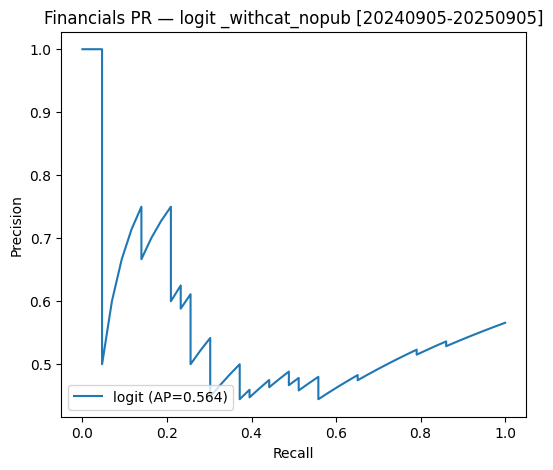 Financials PR — logit _withcat_nopub [20240905-20250905]
1.0
0.9
0.8
0.7
0.6
0.5
Precision
logit (AP=0.564)
0.0 0.2 0.4 0.6 0.8 1.0
Recall